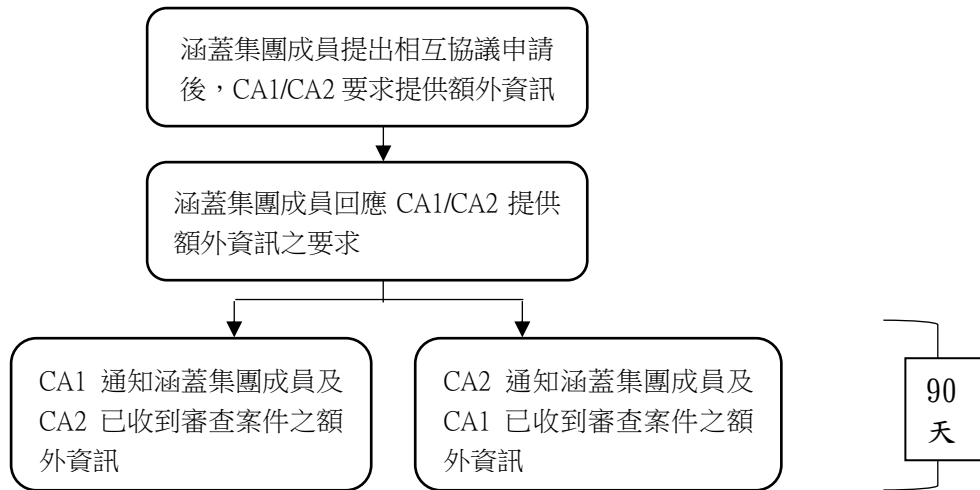 涵蓋集團成員提出相互協議申請
後，CA1/CA2 要求提供額外資訊
涵蓋集團成員回應 CA1/CA2 提供
額外資訊之要求
CA1 通知涵蓋集團成員及
CA2 已收到審查案件之額
外資訊
CA2 通知涵蓋集團成員及
CA1 已收到審查案件之額
外資訊
90
天